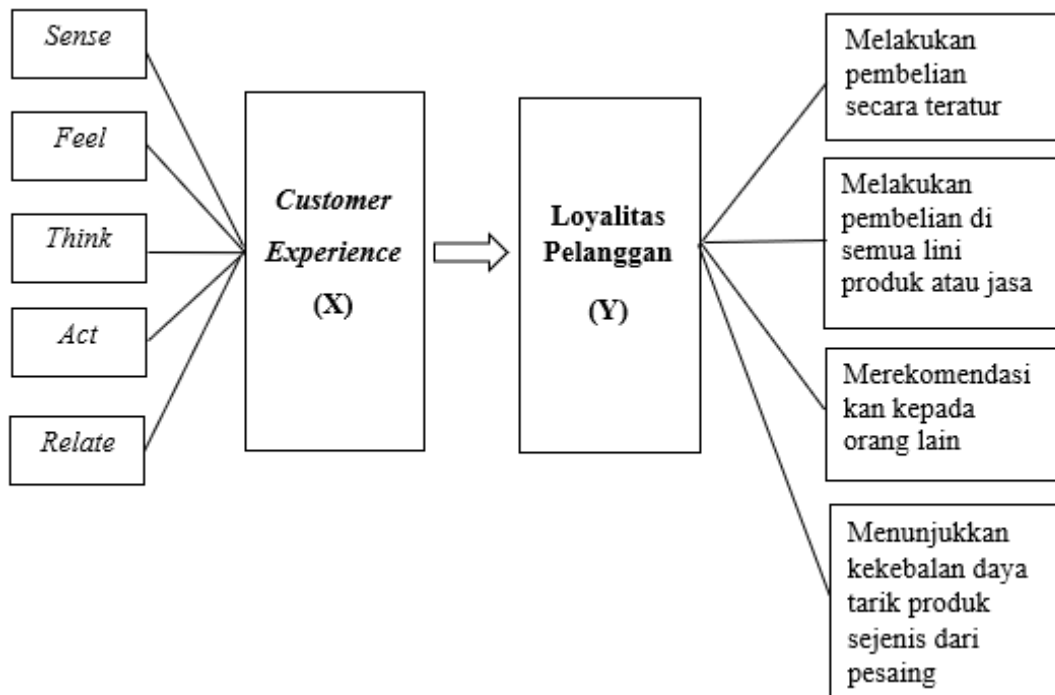 Sense
Feel
Think
Act
Relate
Customer
Experience
(X)
Loyalitas
Pelanggan
(Y)
Melakukan
pembelian
secara teratur
Melakukan
pembelian di
semua lini
produk atau jasa
Merekomendasi
kan kepada
orang lain
Menunjukkan
kekebalan daya
tarik produk
sejenis dari
pesaing